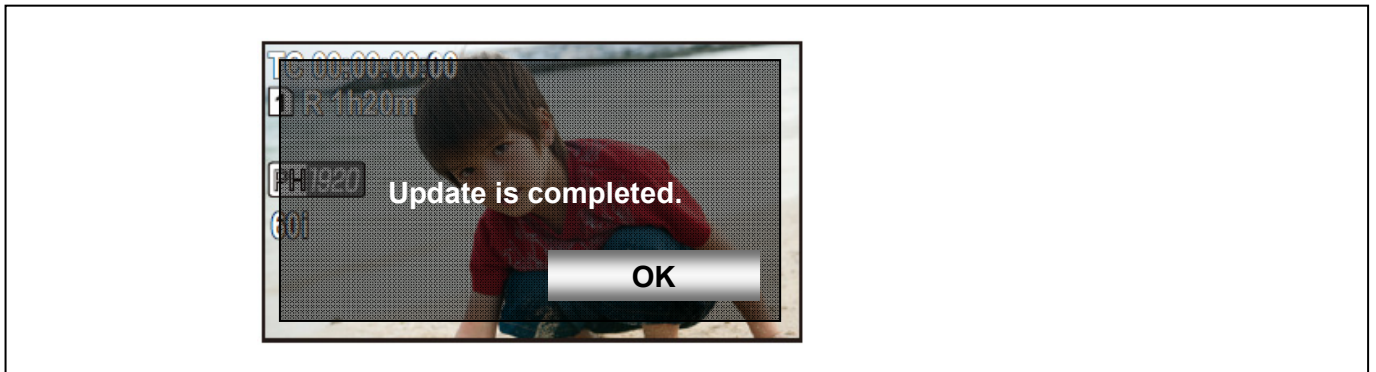 TC 00:00:00:00
1 R 1h20m
PH 1920
Update is completed.
60i
OK